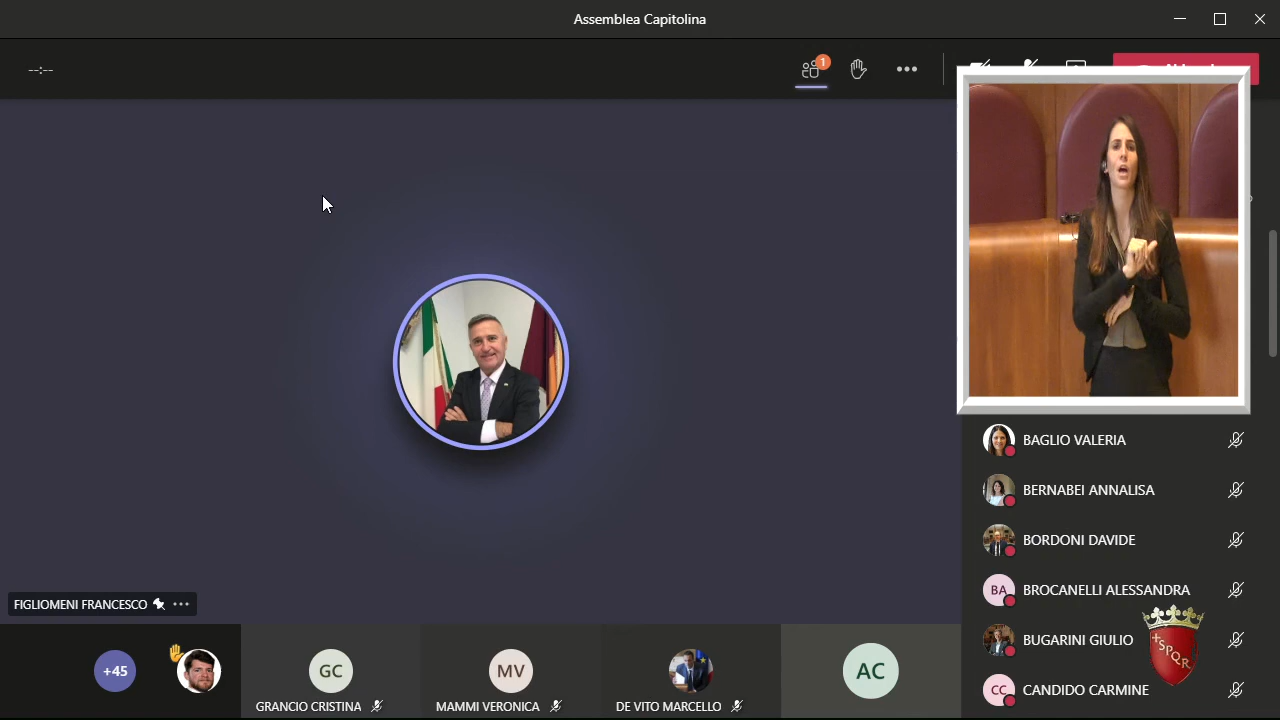 Assemblea Capitolina
--:--
1
BAGLIO VALERIA
BERNABEI ANNALISA
BORDONI DAVIDE
BA BROCANELLI ALESSANDRA
BUGARINI GIULIO
CC CANDIDO CARMINE
SPQR
FIGLIOMENI FRANCESCO
+45
GC
GRANCIO CRISTINA
MV
MAMMI VERONICA
DE VITO MARCELLO
AC